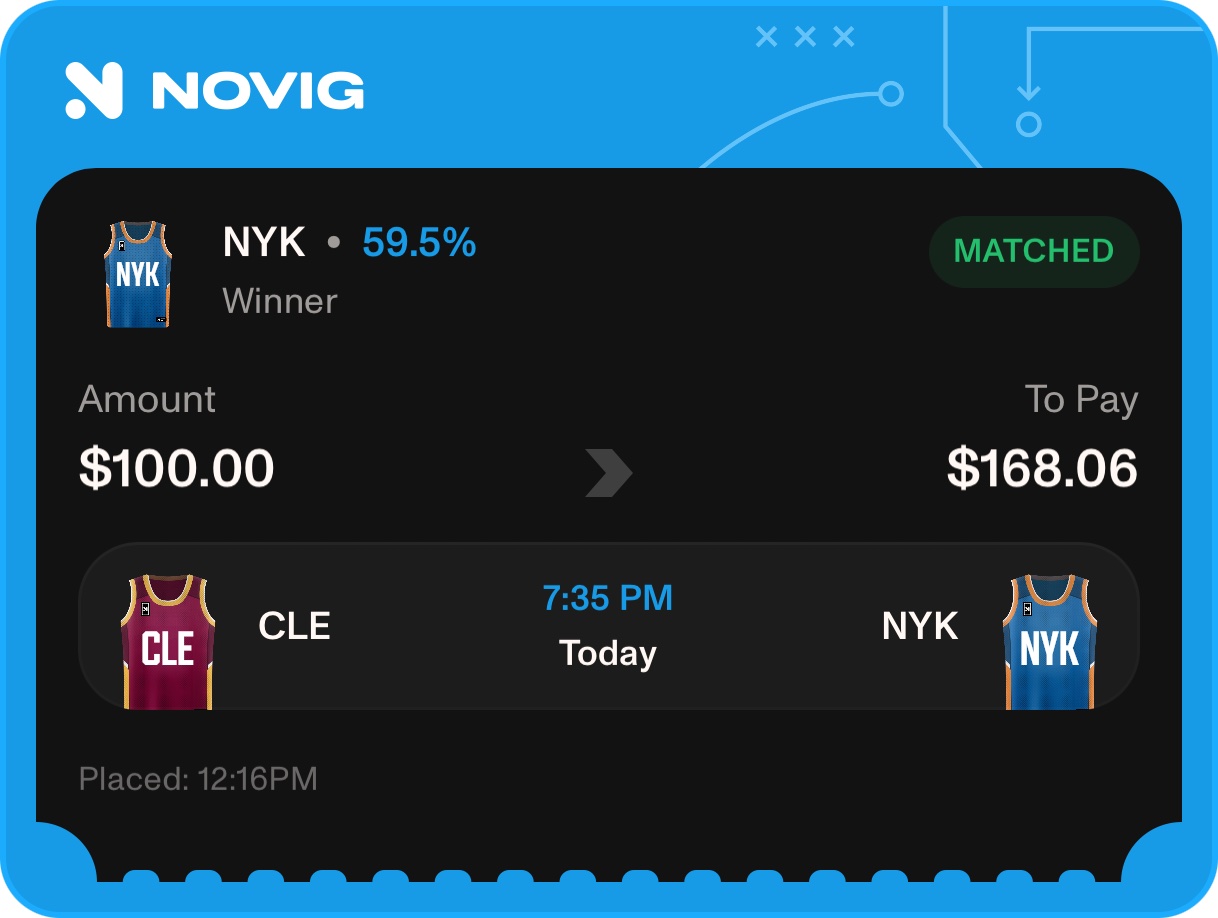 NOVIG
NYK
NYK • 59.5%
MATCHED
Winner
Amount
To Pay
$100.00
$168.06
CLE
CLE
7:35 PM
Today
NYK
NYK
Placed: 12:16PM